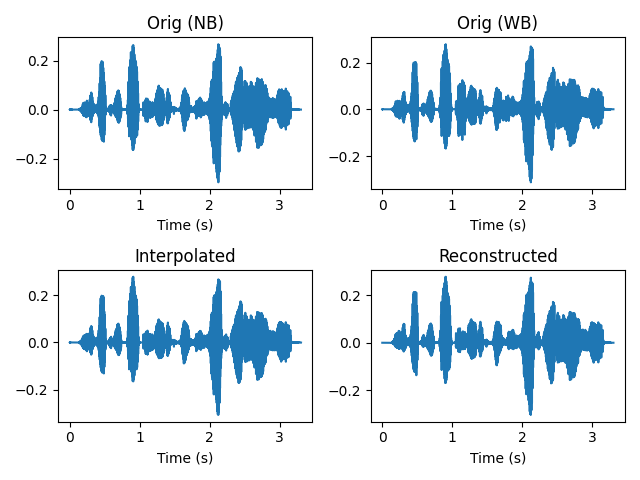 Orig (NB)
Orig (WB)
0.2
0.0
−0.2
0 1 2 3
Time (s)
0.2
0.0
−0.2
0 1 2 3
Time (s)
Interpolated
Reconstructed
0.2
0.0
−0.2
0 1 2 3
Time (s)
0.2
0.0
−0.2
0 1 2 3
Time (s)